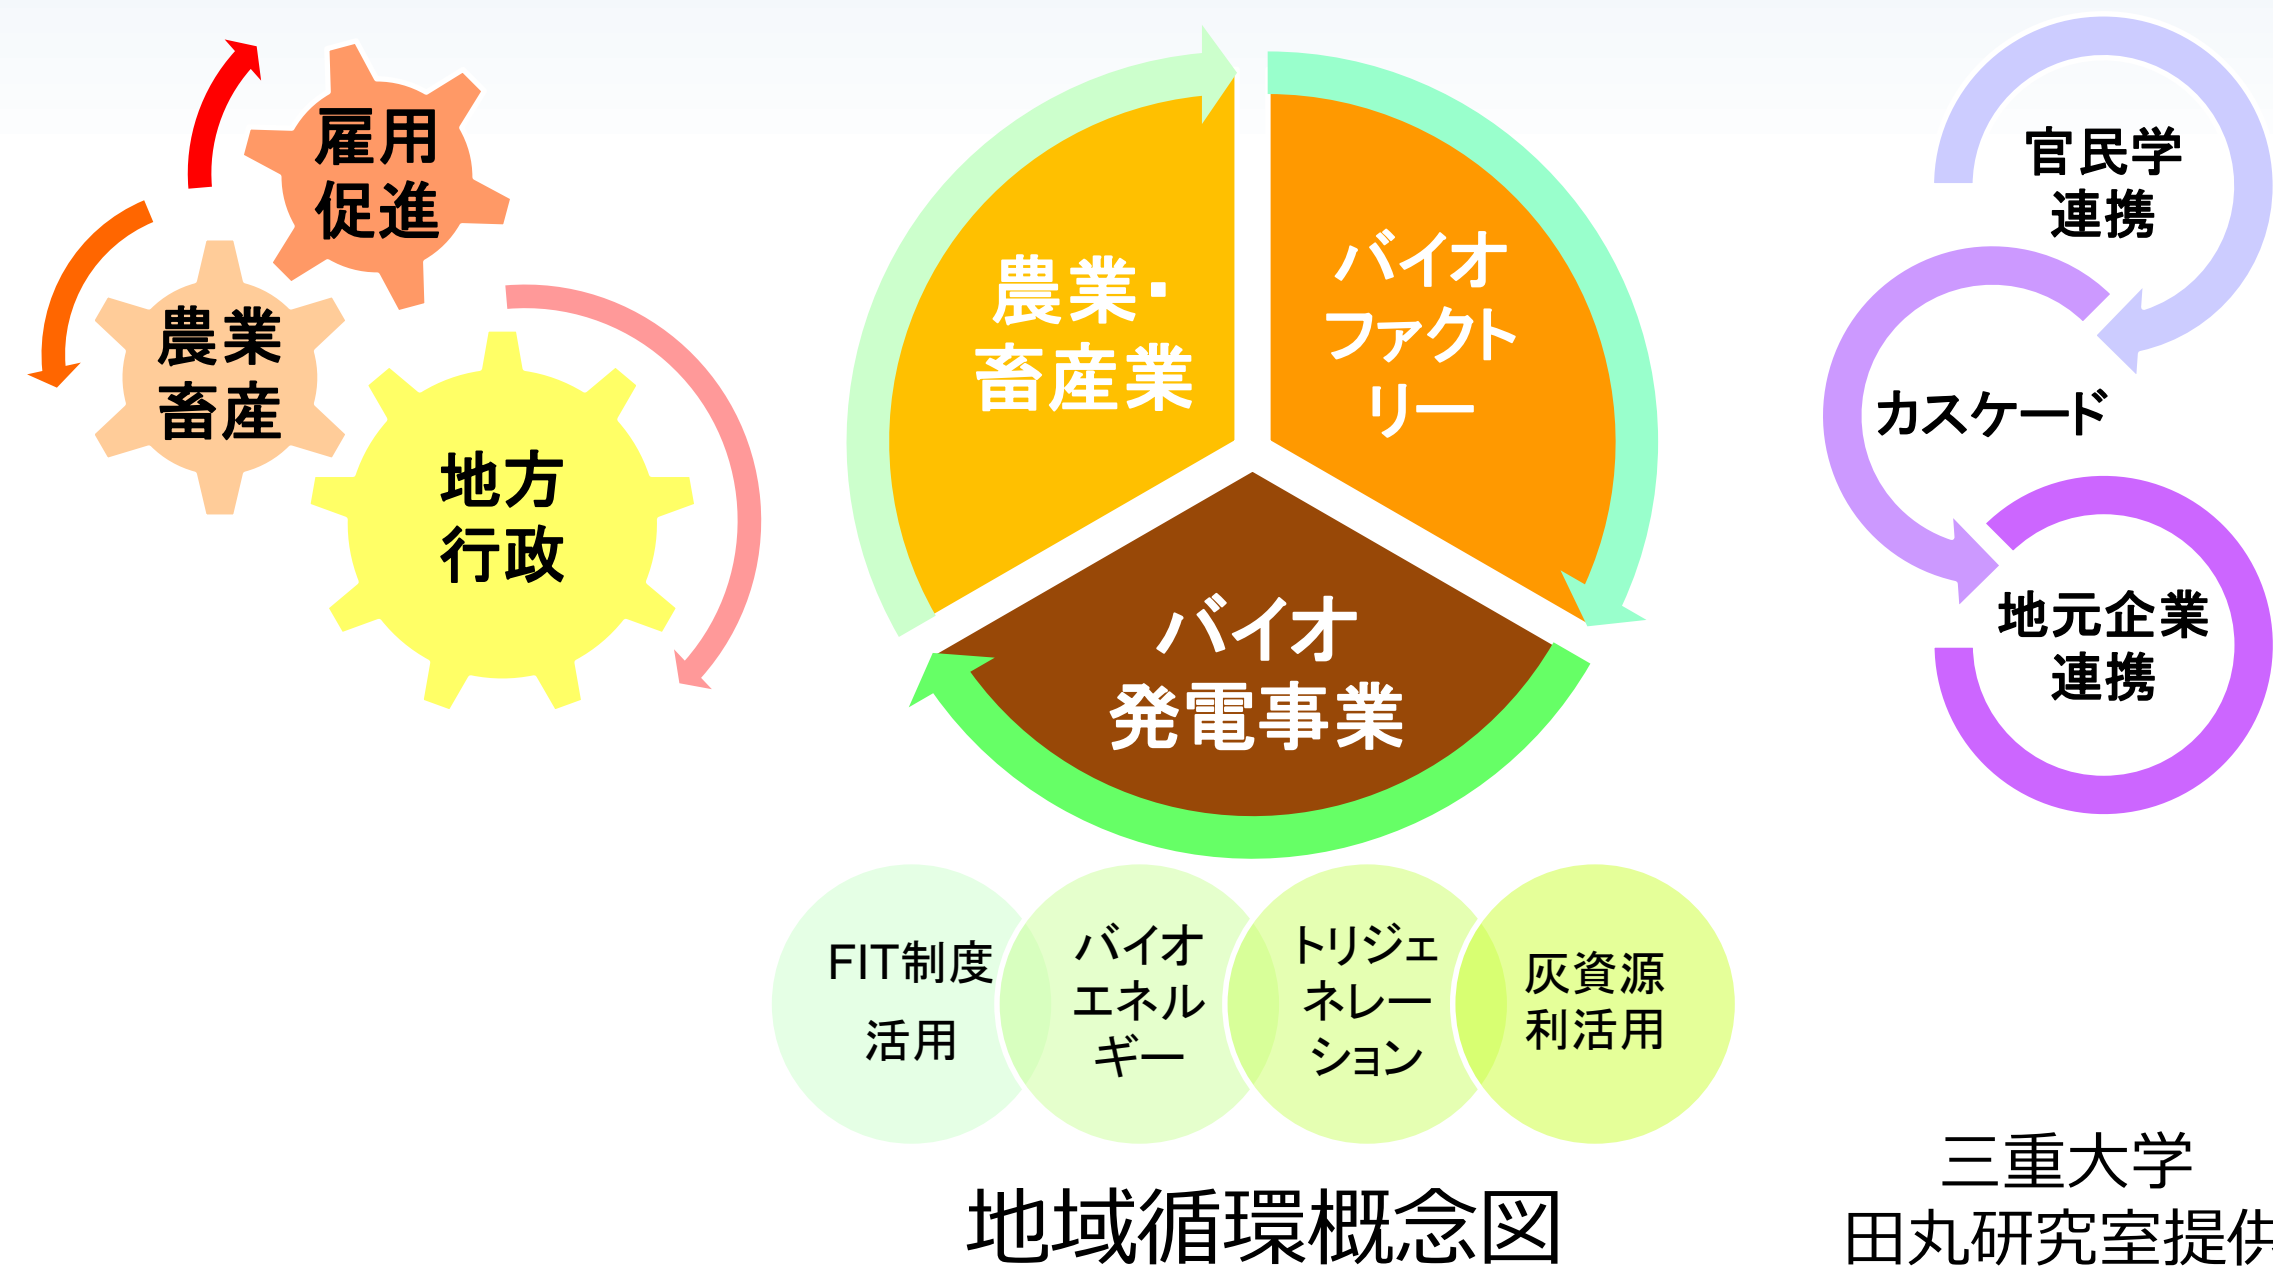 雇用
促進
農業
畜産
地方
行政
農業・
畜産業
バイオ
ファクト
リー
バイオ
発電事業
官民学
連携
カスケード
地元企業
連携
FIT制度
活用
バイオ
エネル
ギー
トリジェ
ネレー
ション
灰資源
利活用
地域循環概念図
三重大学
田丸研究室提供